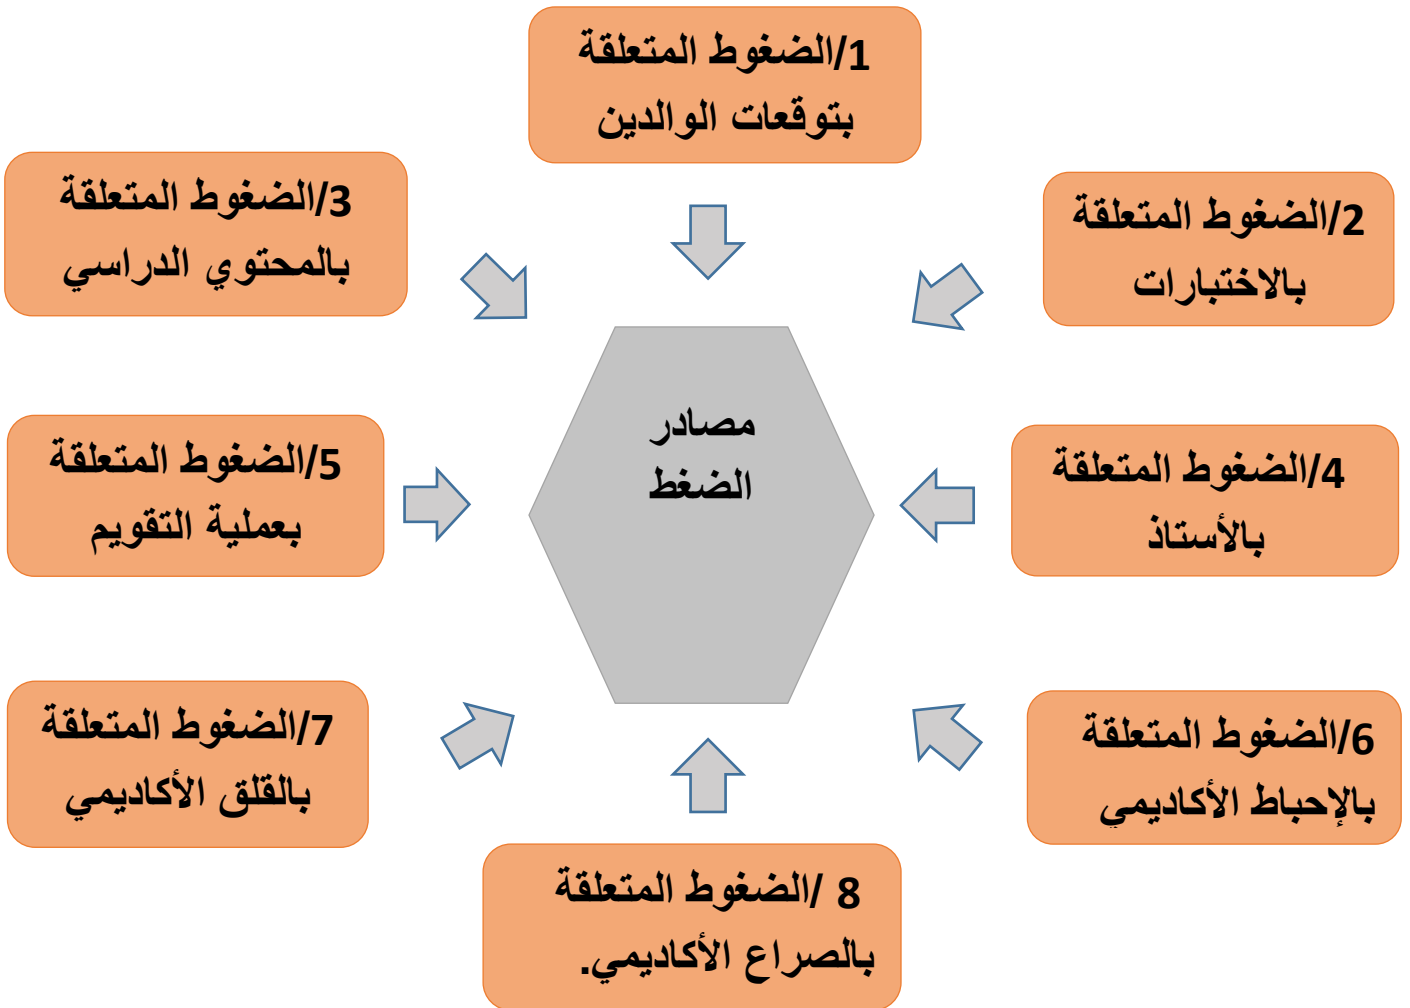 1/الضغوط المتعلقة
بتوقعات الوالدين
2/الضغوط المتعلقة
بالاختبارات
3/الضغوط المتعلقة
بالمحتوي الدراسي
مصادر
الضغط
4/الضغوط المتعلقة
بالأستاذ
5/الضغوط المتعلقة
بعملية التقويم
6/الضغوط المتعلقة
بالإحباط الأكاديمي
7/الضغوط المتعلقة
بالقلق الأكاديمي
8 /الضغوط المتعلقة
بالصراع الأكاديمي.